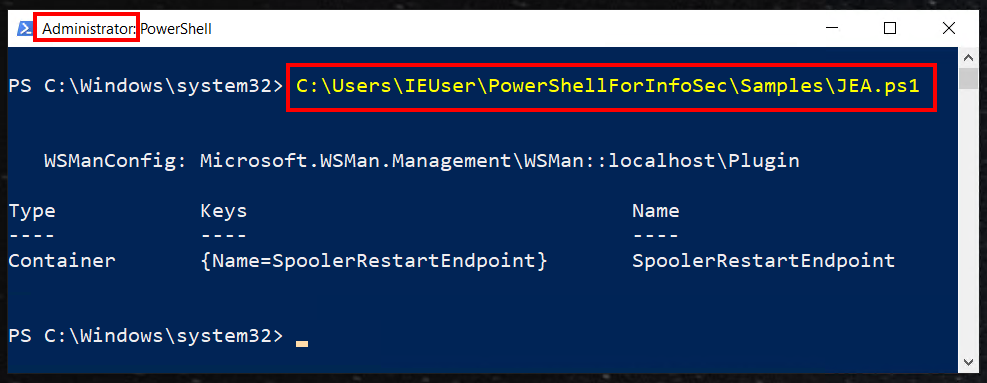 Administrator: PowerShell
PS C:\Windows\system32> C:\Users\IEUser\PowerShellForInfoSec\Samples\JEA.ps1
WSManConfig: Microsoft.WSMan.Management\WSMan::localhost\Plugin
Type Keys Name
---- ---- ----
Container {Name=SpoolerRestartEndpoint} SpoolerRestartEndpoint
PS C:\Windows\system32>